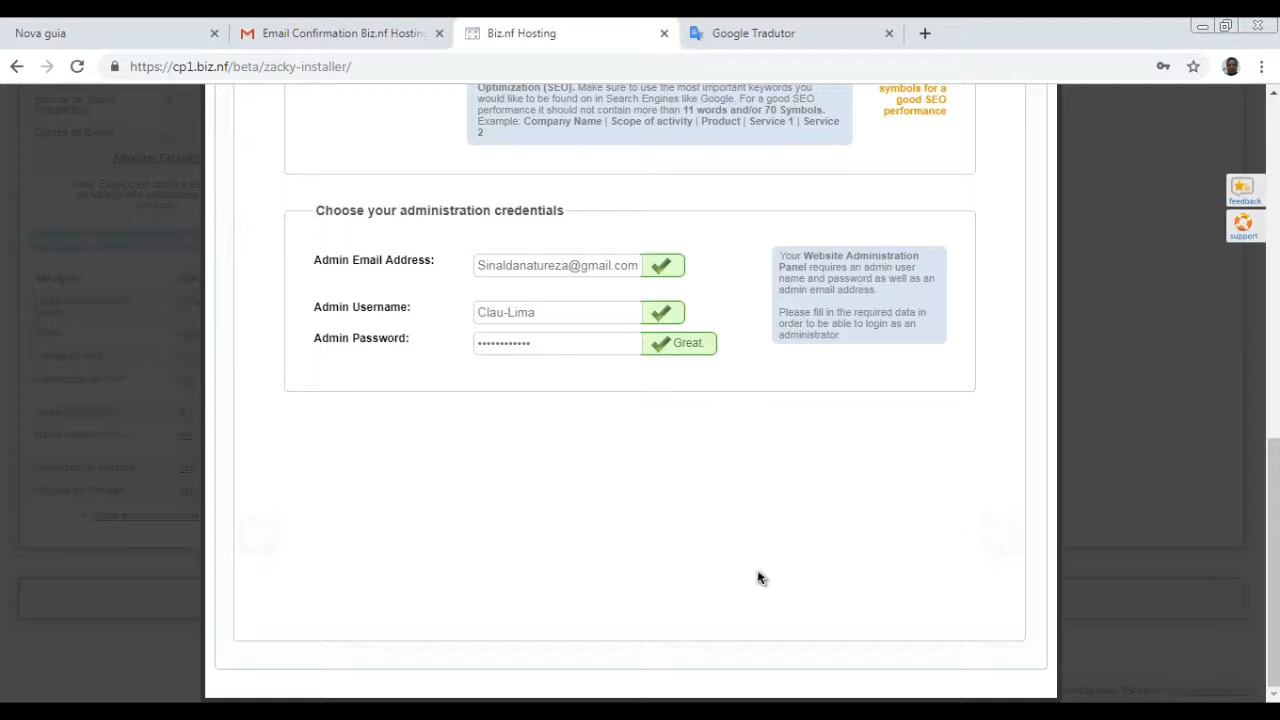 Nova guia
Email Confirmation Biz.nf Hosting
Biz.nf Hosting
Google Tradutor
https://cp1.biz.nf/beta/zacky-installer/
Optimization (SEO). Make sure to use the most important keywords you
would like to be found on in Search Engines like Google. For a good SEO
performance it should not contain more than 11 words and/or 70 Symbols.
Example: Company Name | Scope of activity | Product | Service 1 | Service
2
symbols for a
good SEO
performance
feedback
support
Choose your administration credentials
Admin Email Address:
Sinaldanatureza@gmail.com
Admin Username:
Clau-Lima
Admin Password:
••••••••••••
Great.
Your Website Administration
Panel requires an admin user
name and password as well as an
admin email address.
Please fill in the required data in
order to be able to login as an
administrator